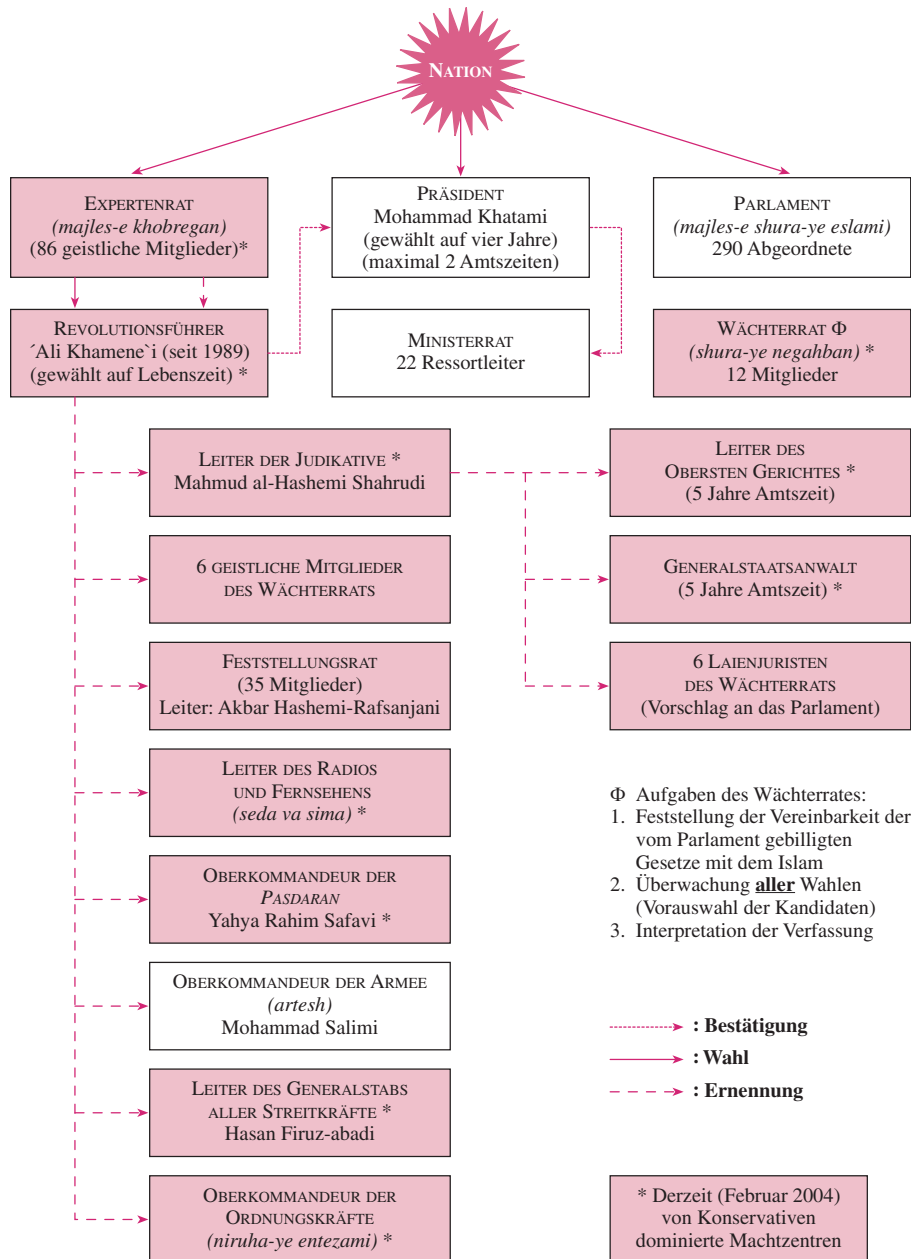 NATION
EXPERTENRAT
(majles-e khobregan)
(86 geistliche Mitglieder)*
PRÄSIDENT
Mohammad Khatami
(gewählt auf vier Jahre)
(maximal 2 Amtszeiten)
PARLAMENT
(majles-e shura-ye eslami)
290 Abgeordnete
REVOLUTIONSFÜHRER
´Ali Khamene`i (seit 1989)
(gewählt auf Lebenszeit) *
MINISTERRAT
22 Ressortleiter
WÄCHTERRAT Φ
(shura-ye negahban) *
12 Mitglieder
LEITER DER JUDIKATIVE *
Mahmud al-Hashemi Shahrudi
LEITER DES
OBERSTEN GERICHTES *
(5 Jahre Amtszeit)
6 GEISTLICHE MITGLIEDER
DES WÄCHTERRATS
GENERALSTAATSANWALT
(5 Jahre Amtszeit) *
FESTSTELLUNGSRAT
(35 Mitglieder)
Leiter: Akbar Hashemi-Rafsanjani
6 LAIENJURISTEN
DES WÄCHTERRATS
(Vorschlag an das Parlament)
LEITER DES RADIOS
UND FERNSEHENS
(seda va sima) *
OBERKOMMANDEUR DER
PASDARAN
Yahya Rahim Safavi *
OBERKOMMANDEUR DER ARMEE
(artesh)
Mohammad Salimi
LEITER DES GENERALSTABS
ALLER STREITKRÄFTE *
Hasan Firuz-abadi
OBERKOMMANDEUR DER
ORDNUNGSKRÄFTE
(niruha-ye entezami) *
Φ Aufgaben des Wächterrates:
1. Feststellung der Vereinbarkeit der
vom Parlament gebilligten
Gesetze mit dem Islam
2. Überwachung aller Wahlen
(Vorauswahl der Kandidaten)
3. Interpretation der Verfassung
: Bestätigung
: Wahl
: Ernennung
* Derzeit (Februar 2004)
von Konservativen
dominierte Machtzentren